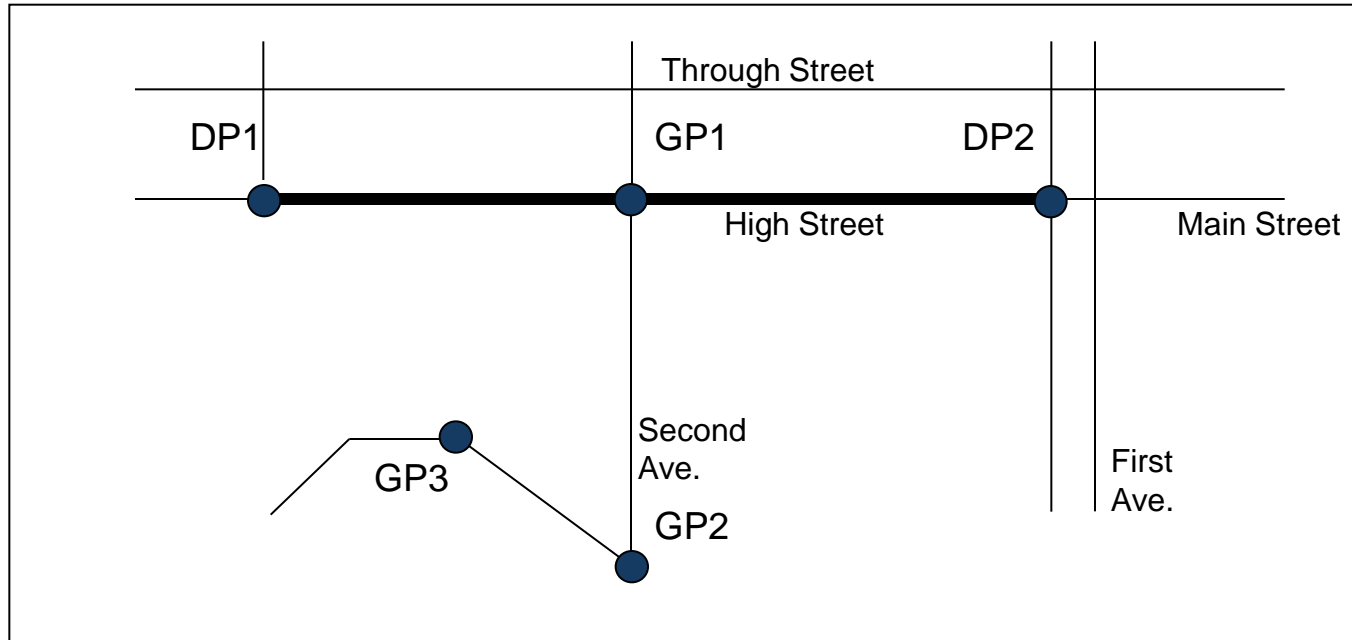 Through Street
DP1
GP1
DP2
High Street
Main Street
Second
Ave.
GP3
First
Ave.
GP2